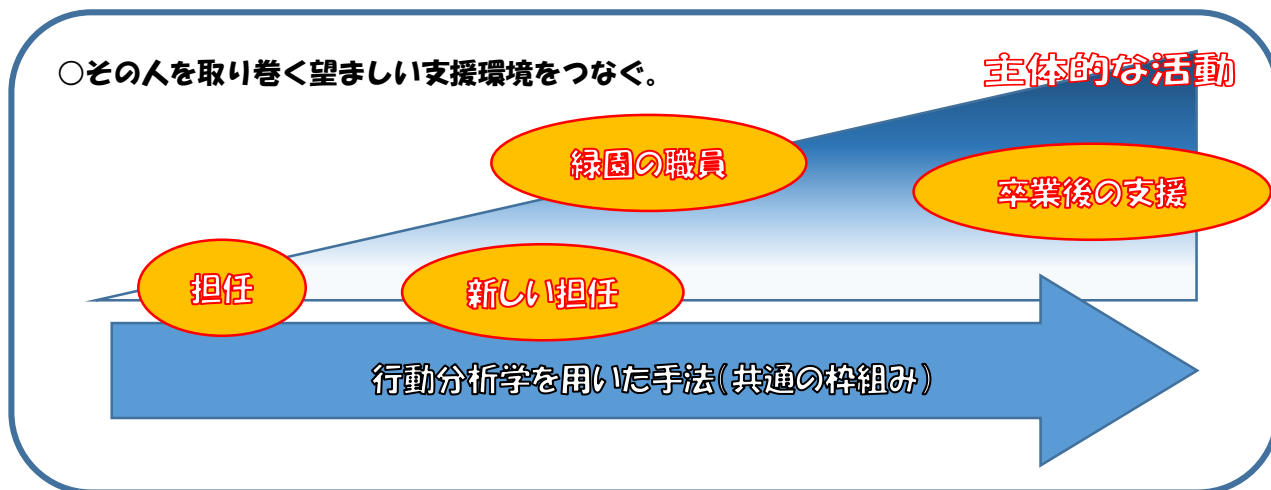 ○その人を取り巻く望ましい支援環境をつなぐ。
主体的な活動
緑園の職員
卒業後の支援
担任
新しい担任
行動分析学を用いた手法(共通の枠組み)